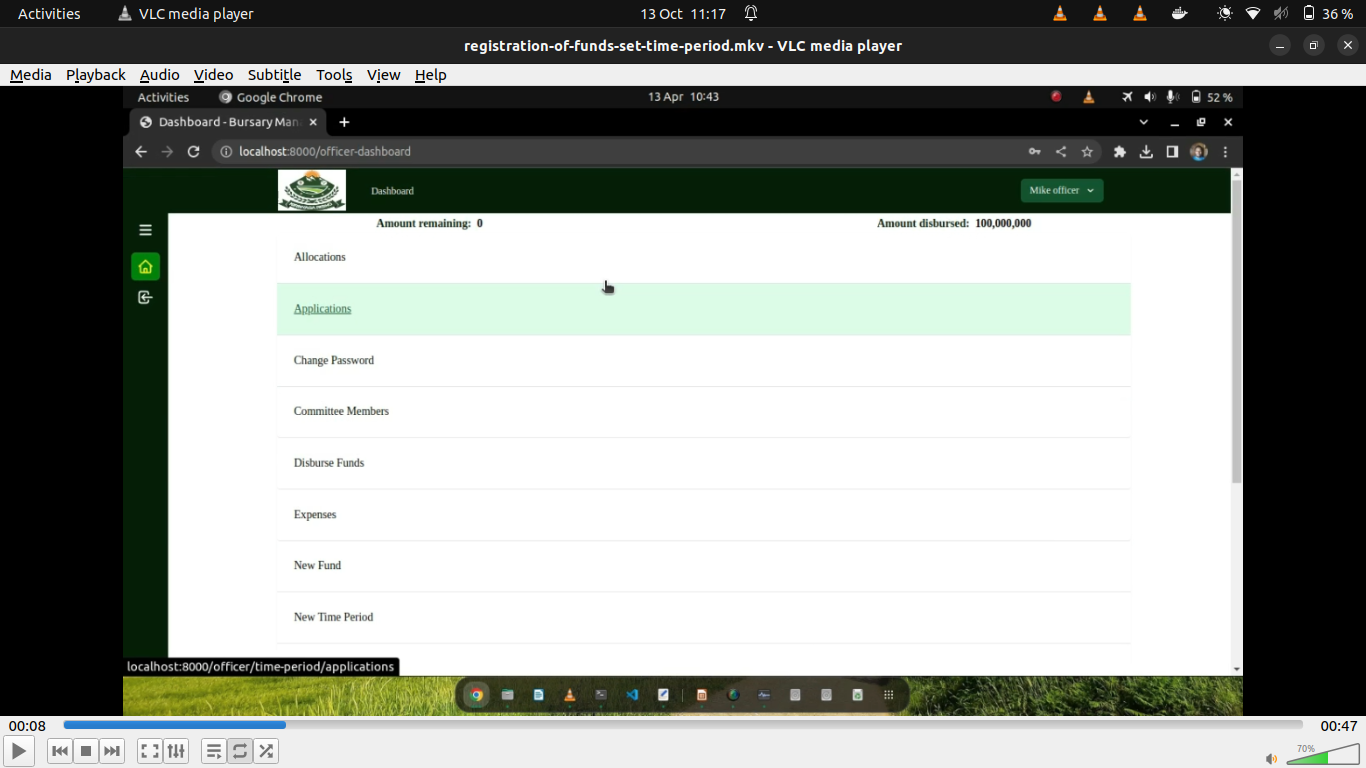 Activities VLC media player 13 Oct 11:17 36 %
registration-of-funds-set-time-period.mkv - VLC media player
Media Playback Audio Video Subtitle Tools View Help
Activities Google Chrome 13 Apr 10:43 52 %
Dashboard - Bursary Man
localhost:8000/officer-dashboard
Dashboard Mike officer
Amount remaining: 0 Amount disbursed: 100,000,000
Allocations
Applications
Change Password
Committee Members
Disburse Funds
Expenses
New Fund
New Time Period
localhost:8000/officer/time-period/applications
00:08 00:47
70%